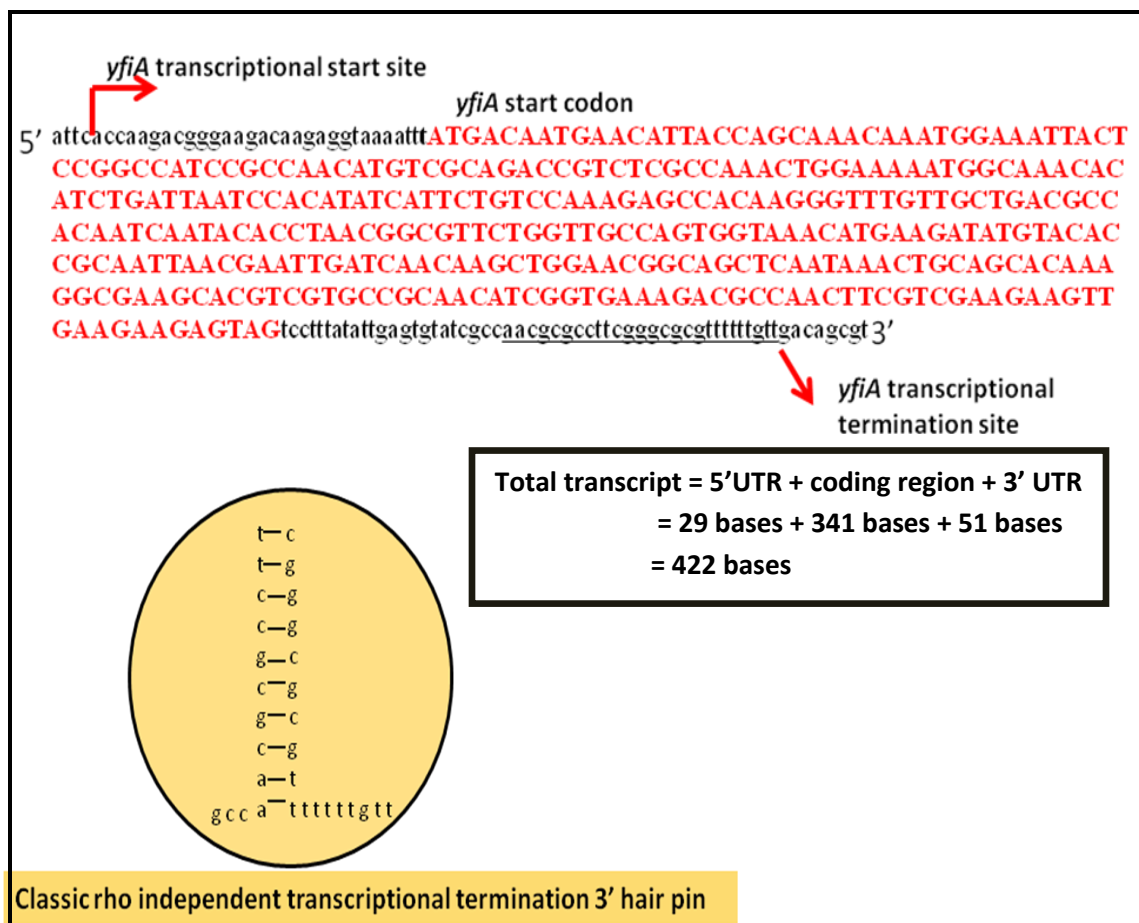 yfiA transcriptional start site
yfiA start codon
5’ attcaccaagacgggaagacaagaggtaaaatttATGACAATGAACATTACCAGCAAACAAATGGAAATTACT
CCGGCCATCCGCCAACATGTCGCAGACCGTCTCGCCAAACTGGAAAAATGGCAAACAC
ATCTGATTAATCCACATATCATTCTGTCCAAAGAGCCACAAGGGTTTGTTGCTGACGCC
ACAATCAATACACCTAACGGCGTTCTGGTTGCCAGTGGTAAACATGAAGATATGTACAC
CGCAATTAACGAATTGATCAACAAGCTGGAACGGCAGCTCAATAAACTGCAGCACAAA
GGCGAAGCACGTCGTGCCGCAACATCGGTGAAAGACGCCAACTTCGTCGAAGAAGTT
GAAGAAGAGTAGtcctttatattgagtgtatcgccaacgcgccttcgggcgcgttttttgttgacagcgt 3’
yfiA transcriptional
termination site
Total transcript = 5’UTR + coding region + 3’ UTR
= 29 bases + 341 bases + 51 bases
= 422 bases
t–c
t–g
c–g
c–g
g–c
c–g
g–c
c–g
a–t
gcc a–ttttttgtt
Classic rho independent transcriptional termination 3’ hair pin